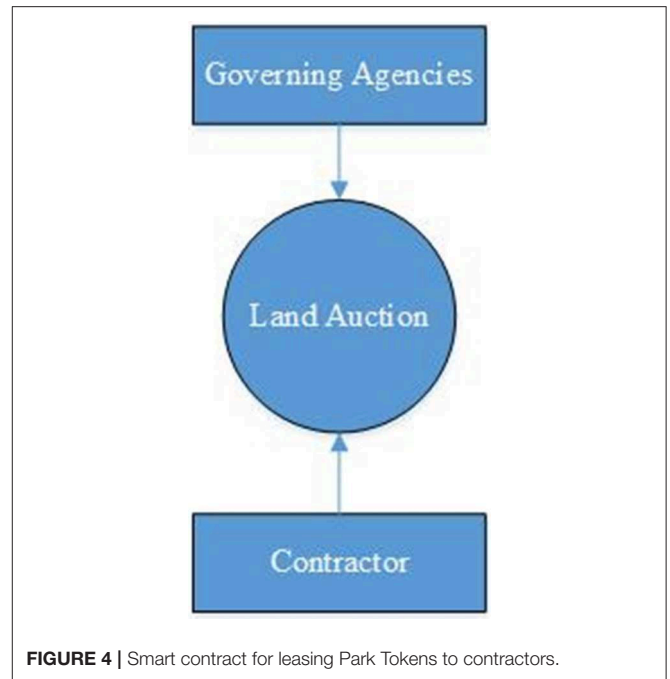 Governing Agencies
Land Auction
Contractor
FIGURE 4 | Smart contract for leasing Park Tokens to contractors.